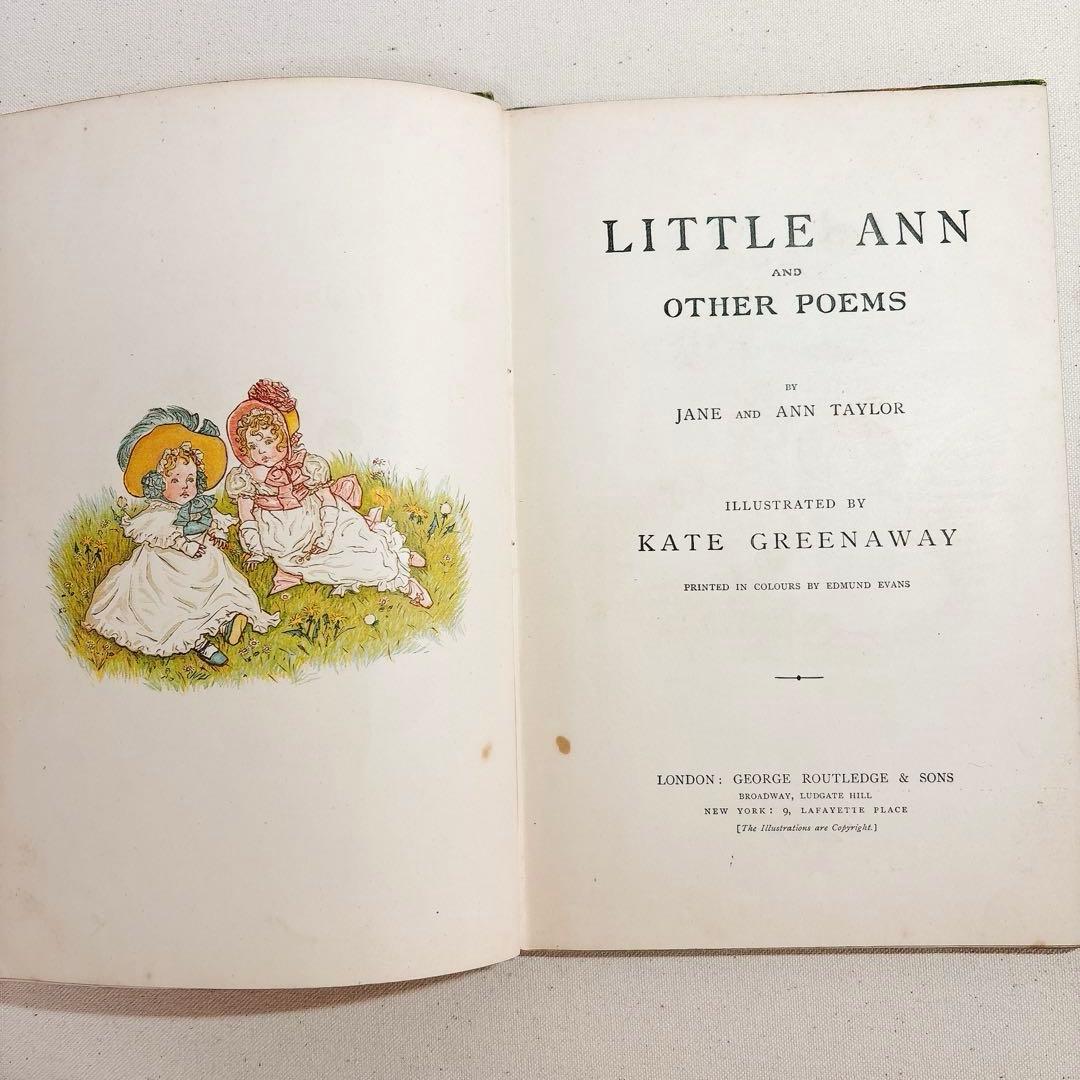 LITTLE ANN
AND
OTHER POEMS
BY
JANE AND ANN TAYLOR
ILLUSTRATED BY
KATE GREENAWAY
PRINTED IN COLOURS BY EDMUND EVANS
LONDON: GEORGE ROUTLEDGE & SONS
BROADWAY, LUDGATE HILL
NEW YORK: 9, LAFAYETTE PLACE
[The Illustrations are Copyright.]